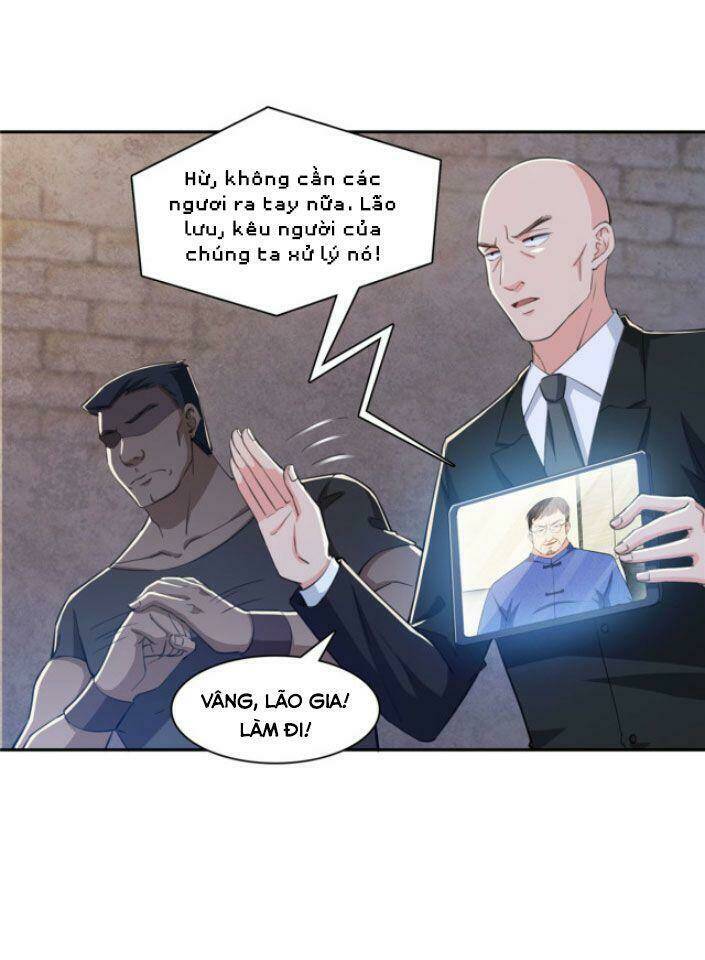 Hừ, không cần các
ngươi ra tay nữa. Lão
lưu, kêu người của
chúng ta xử lý nó!
VÂNG, LÃO GIA!
LÀM ĐI!